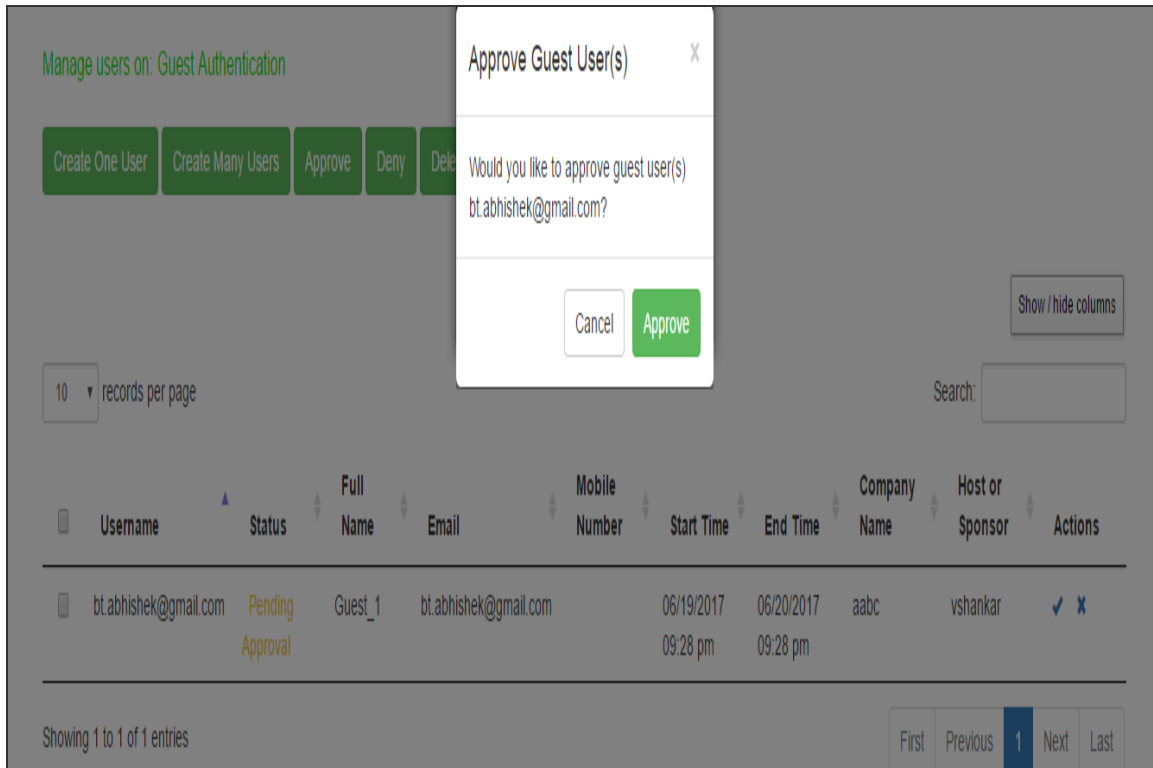 Manage users on: Guest Authentication
Approve Guest User(s)
x
Create One User
Create Many Users
Approve
Deny
Would you like to approve guest user(s)
bt.abhishek@gmail.com?
Cancel
Approve
Show / hide columns
10 records per page
Search:
Username
Status
Full
Name
Email
Mobile
Number
Start Time
End Time
Company
Name
Host or
Sponsor
Actions
bt.abhishek@gmail.com
Pending
Approval
Guest_1
bt.abhishek@gmail.com
06/19/2017
09:28 pm
06/20/2017
09:28 pm
aabc
vshankar
Showing 1 to 1 of 1 entries
First
Previous
1
Next
Last